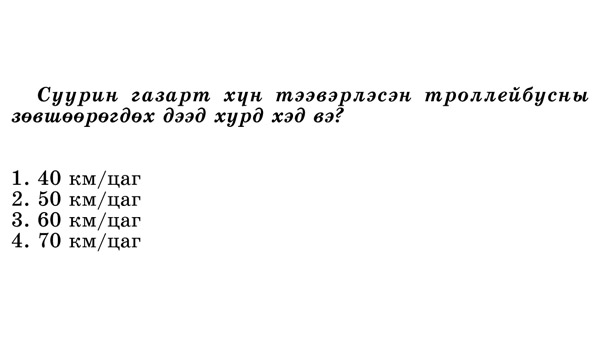 Суурин газарт хүн тээвэрлэсэн троллейбусны
зөвшөөрөгдөх дээд хурд хэд вэ?
1. 40 км/цаг
2. 50 км/цаг
3. 60 км/цаг
4. 70 км/цаг